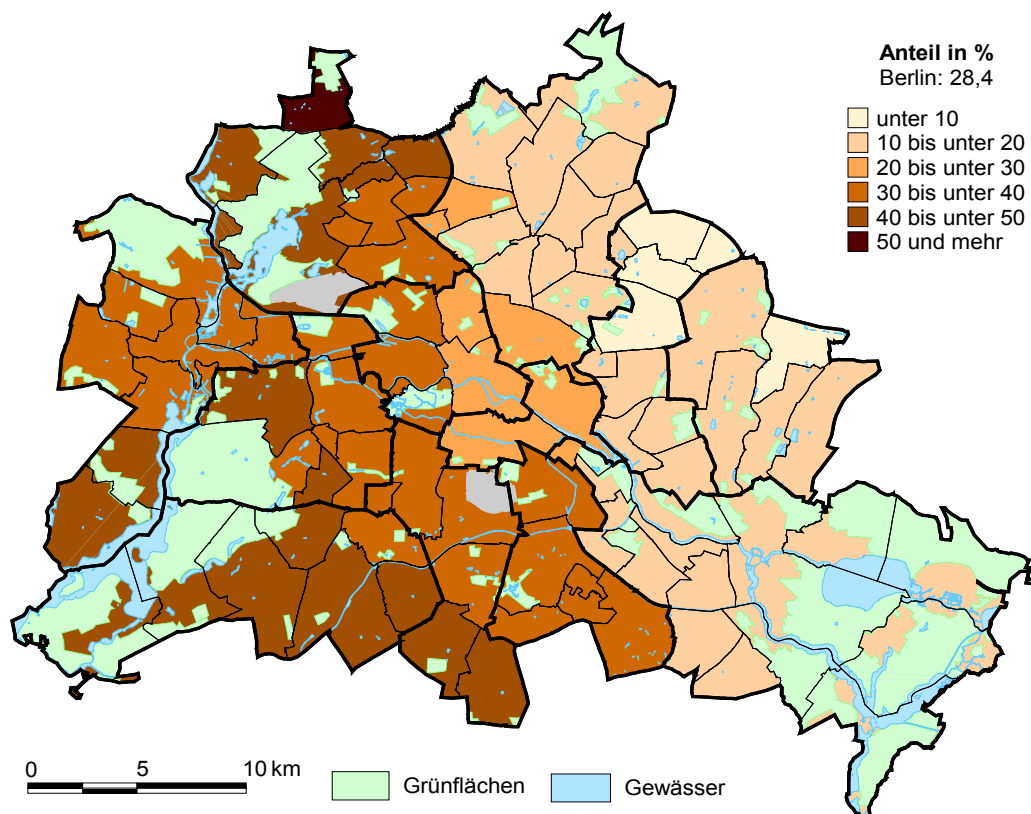 Anteil in %
Berlin: 28,4
unter 10
10 bis unter 20
20 bis unter 30
30 bis unter 40
40 bis unter 50
50 und mehr
0 5 10 km
Grünflächen Gewässer